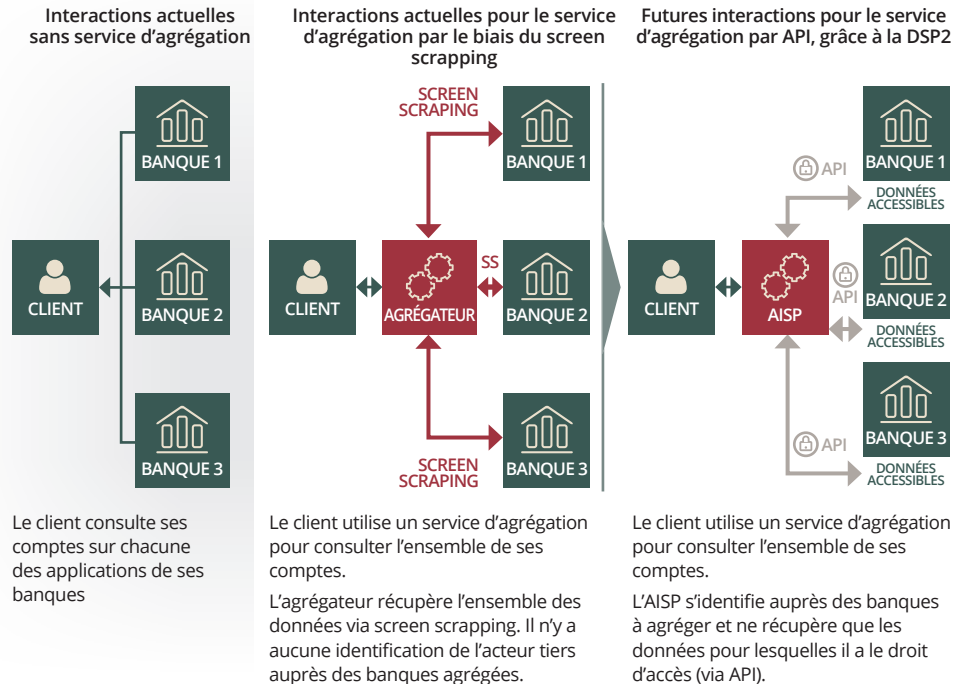 Interactions actuelles
sans service d'agrégation
BANQUE 1
CLIENT
BANQUE 2
BANQUE 3
Le client consulte ses
comptes sur chacune
des applications de ses
banques
Interactions actuelles pour le service
d'agrégation par le biais du screen
scrapping
SCREEN
SCRAPING
BANQUE 1
CLIENT
AGRÉGATEUR
SS
BANQUE 2
SCREEN
SCRAPING
BANQUE 3
Le client utilise un service d'agrégation
pour consulter l'ensemble de ses
comptes.
L'agrégateur récupère l'ensemble des
données via screen scrapping. Il n'y a
aucune identification de l'acteur tiers
auprès des banques agrégées.
Futures interactions pour le service
d'agrégation par API, grâce à la DSP2
API
BANQUE 1
DONNÉES
ACCESSIBLES
CLIENT
AISP
API
BANQUE 2
DONNÉES
ACCESSIBLES
API
BANQUE 3
DONNÉES
ACCESSIBLES
Le client utilise un service d'agrégation
pour consulter l'ensemble de ses
comptes.
L'AISP s'identifie auprès des banques
à agréger et ne récupère que les
données pour lesquelles il a le droit
d'accès (via API).